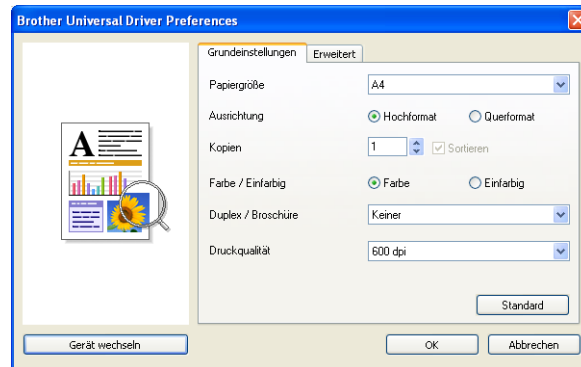 Brother Universal Driver Preferences
Grundeinstellungen Erweitert
Papiergröße A4
Ausrichtung Hochformat Querformat
Kopien 1 Sortieren
Farbe / Einfarbig Farbe Einfarbig
Duplex / Broschüre Keiner
Druckqualität 600 dpi
Standard
Gerät wechseln OK Abbrechen
A